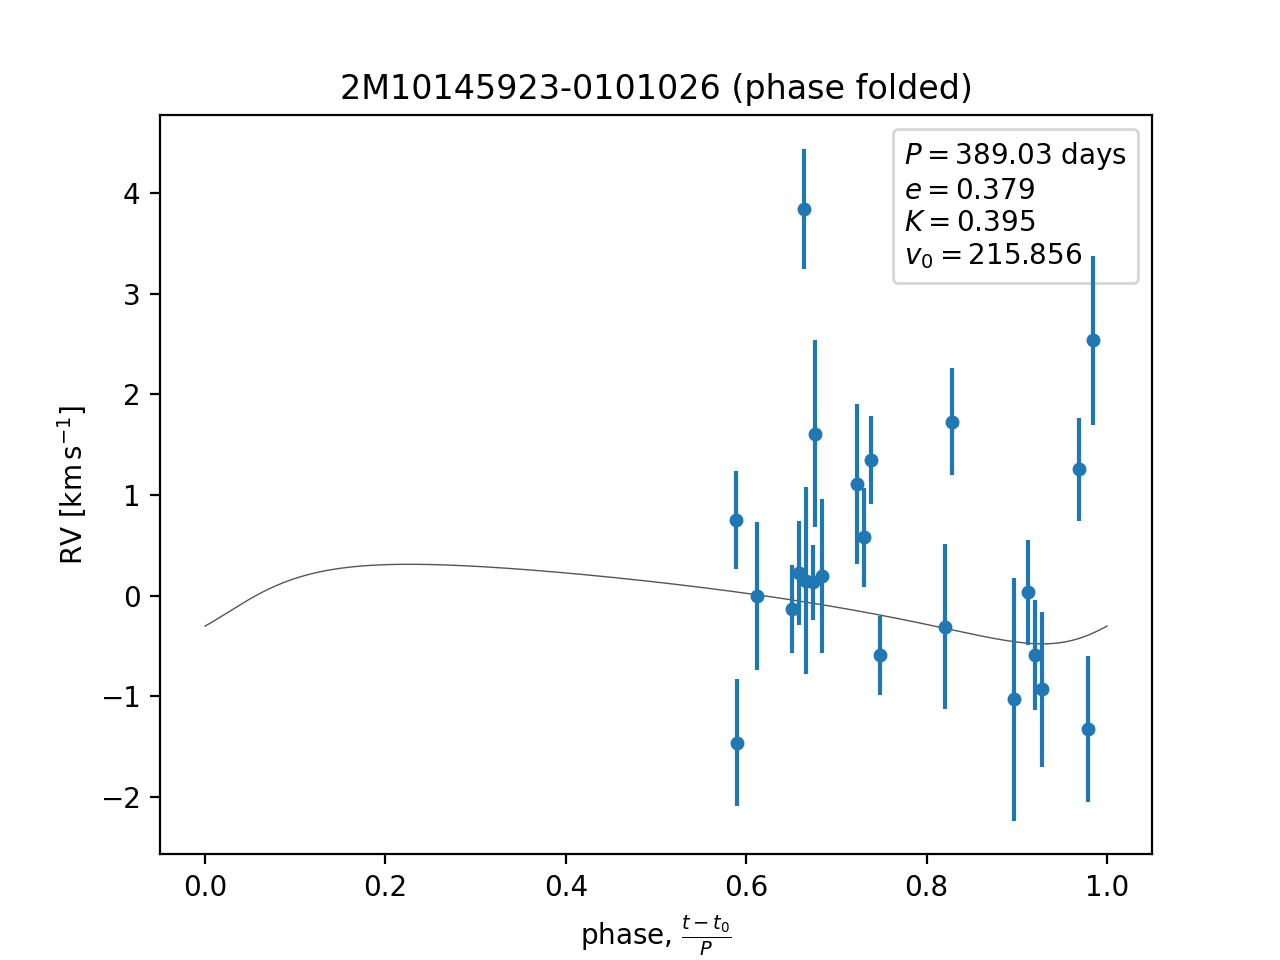 2M10145923-0101026 (phase folded)
P = 389.03 days
e = 0.379
K = 0.395
v₀ = 215.856
4
3
2
1
0
−1
−2
RV [km s⁻¹]
0.0 0.2 0.4 0.6 0.8 1.0
phase, (t − t₀)/P